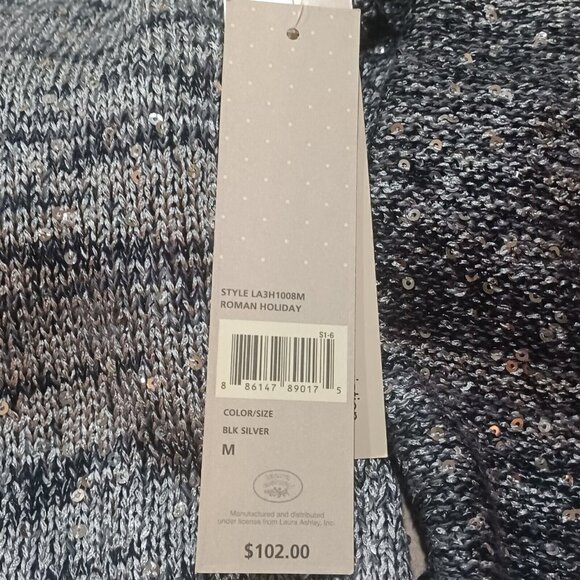 STYLE LA3H1008M
ROMAN HOLIDAY
S1-6
8 86147 89017 5
COLOR/SIZE
BLK SILVER
M
Manufactured and distributed
under license from Laura Ashley, Inc.
$102.00